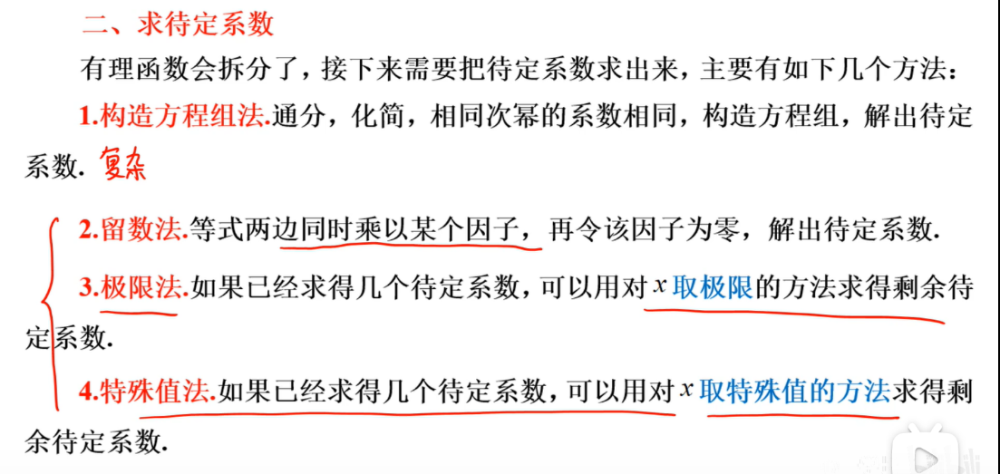 二、求待定系数
有理函数会拆分了，接下来需要把待定系数求出来，主要有如下几个方法：
1.构造方程组法.通分，化简，相同次幂的系数相同，构造方程组，解出待定
系数. 复杂
2.留数法.等式两边同时乘以某个因子，再令该因子为零，解出待定系数.
3.极限法.如果已经求得几个待定系数，可以用对x取极限的方法求得剩余待
定系数.
4.特殊值法.如果已经求得几个待定系数，可以用对x取特殊值的方法求得剩
余待定系数.